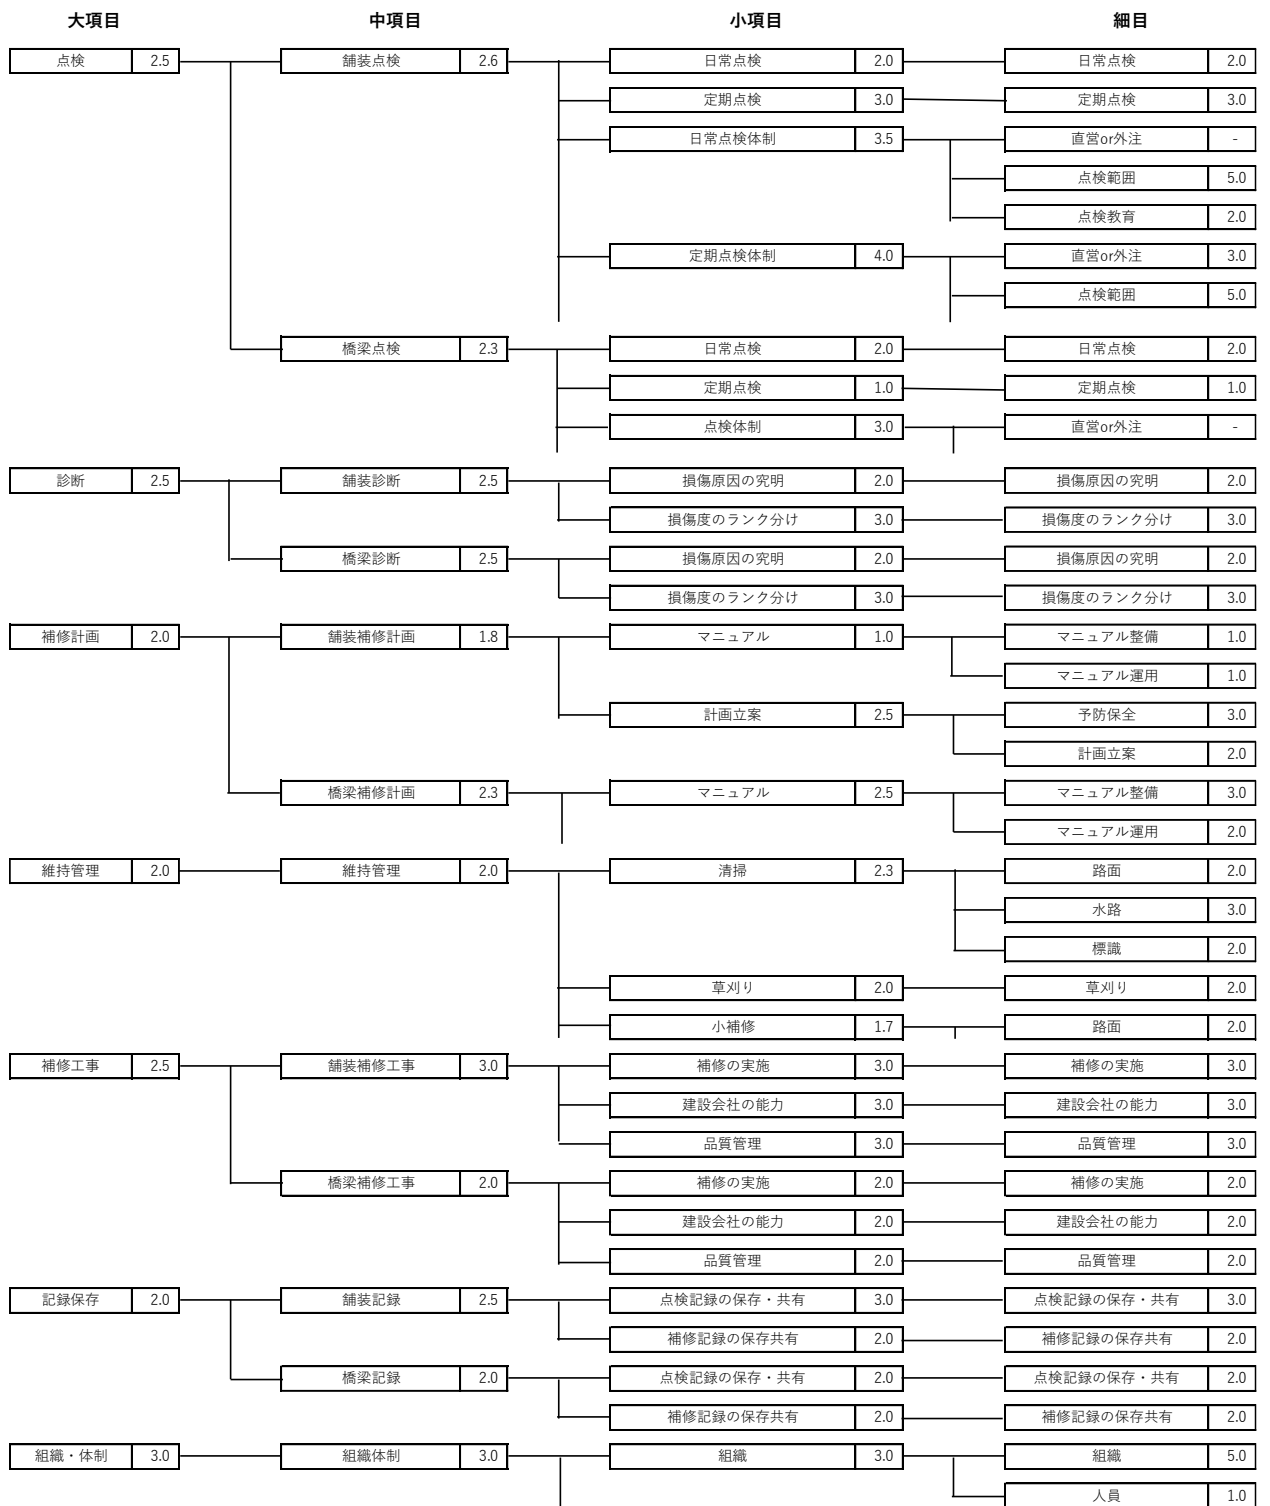 大項目 中項目 小項目 細目
点検 2.5 舗装点検 2.6 日常点検 2.0 日常点検 2.0
定期点検 3.0 定期点検 3.0
日常点検体制 3.5 直営or外注 -
点検範囲 5.0
点検教育 2.0
定期点検体制 4.0 直営or外注 3.0
点検範囲 5.0
橋梁点検 2.3 日常点検 2.0 日常点検 2.0
定期点検 1.0 定期点検 1.0
点検体制 3.0 直営or外注 -
診断 2.5 舗装診断 2.5 損傷原因の究明 2.0 損傷原因の究明 2.0
損傷度のランク分け 3.0 損傷度のランク分け 3.0
橋梁診断 2.5 損傷原因の究明 2.0 損傷原因の究明 2.0
損傷度のランク分け 3.0 損傷度のランク分け 3.0
補修計画 2.0 舗装補修計画 1.8 マニュアル 1.0 マニュアル整備 1.0
マニュアル運用 1.0
計画立案 2.5 予防保全 3.0
計画立案 2.0
橋梁補修計画 2.3 マニュアル 2.5 マニュアル整備 3.0
マニュアル運用 2.0
維持管理 2.0 維持管理 2.0 清掃 2.3 路面 2.0
水路 3.0
標識 2.0
草刈り 2.0 草刈り 2.0
小補修 1.7 路面 2.0
補修工事 2.5 舗装補修工事 3.0 補修の実施 3.0 補修の実施 3.0
建設会社の能力 3.0 建設会社の能力 3.0
品質管理 3.0 品質管理 3.0
橋梁補修工事 2.0 補修の実施 2.0 補修の実施 2.0
建設会社の能力 2.0 建設会社の能力 2.0
品質管理 2.0 品質管理 2.0
記録保存 2.0 舗装記録 2.5 点検記録の保存・共有 3.0 点検記録の保存・共有 3.0
補修記録の保存共有 2.0 補修記録の保存共有 2.0
橋梁記録 2.0 点検記録の保存・共有 2.0 点検記録の保存・共有 2.0
補修記録の保存共有 2.0 補修記録の保存共有 2.0
組織・体制 3.0 組織体制 3.0 組織 3.0 組織 5.0
人員 1.0